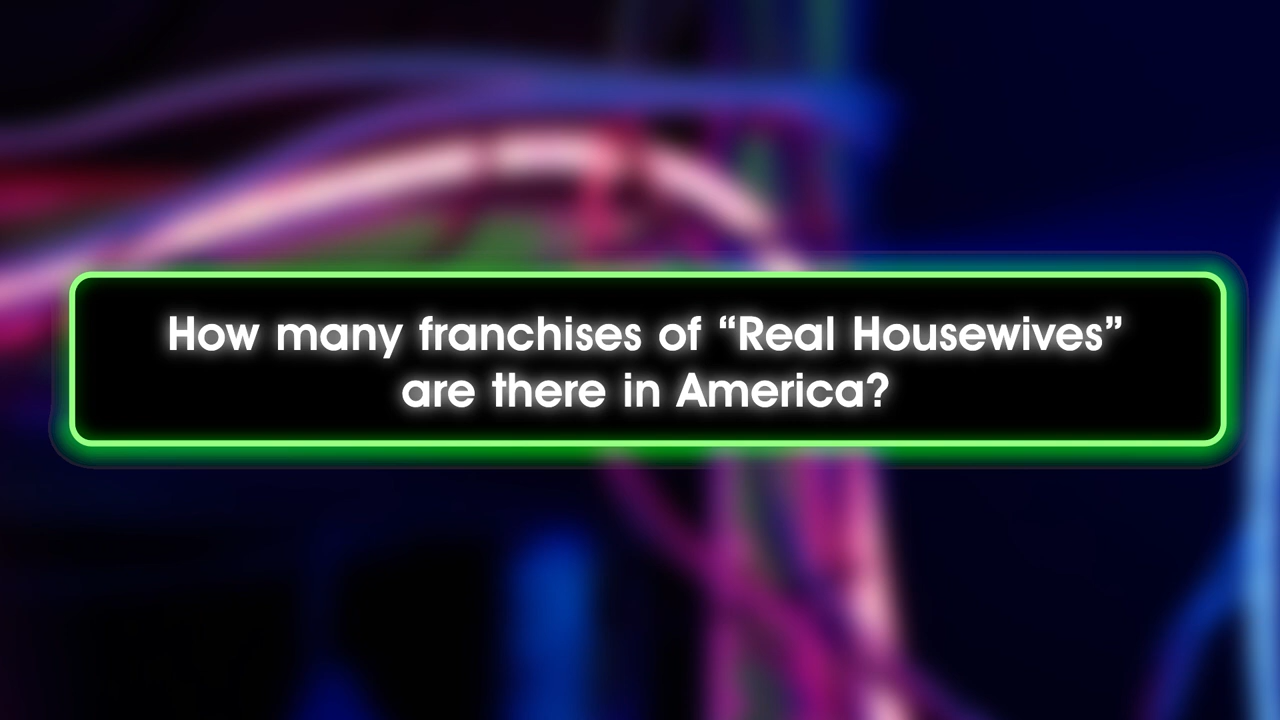 How many franchises of “Real Housewives”
are there in America?